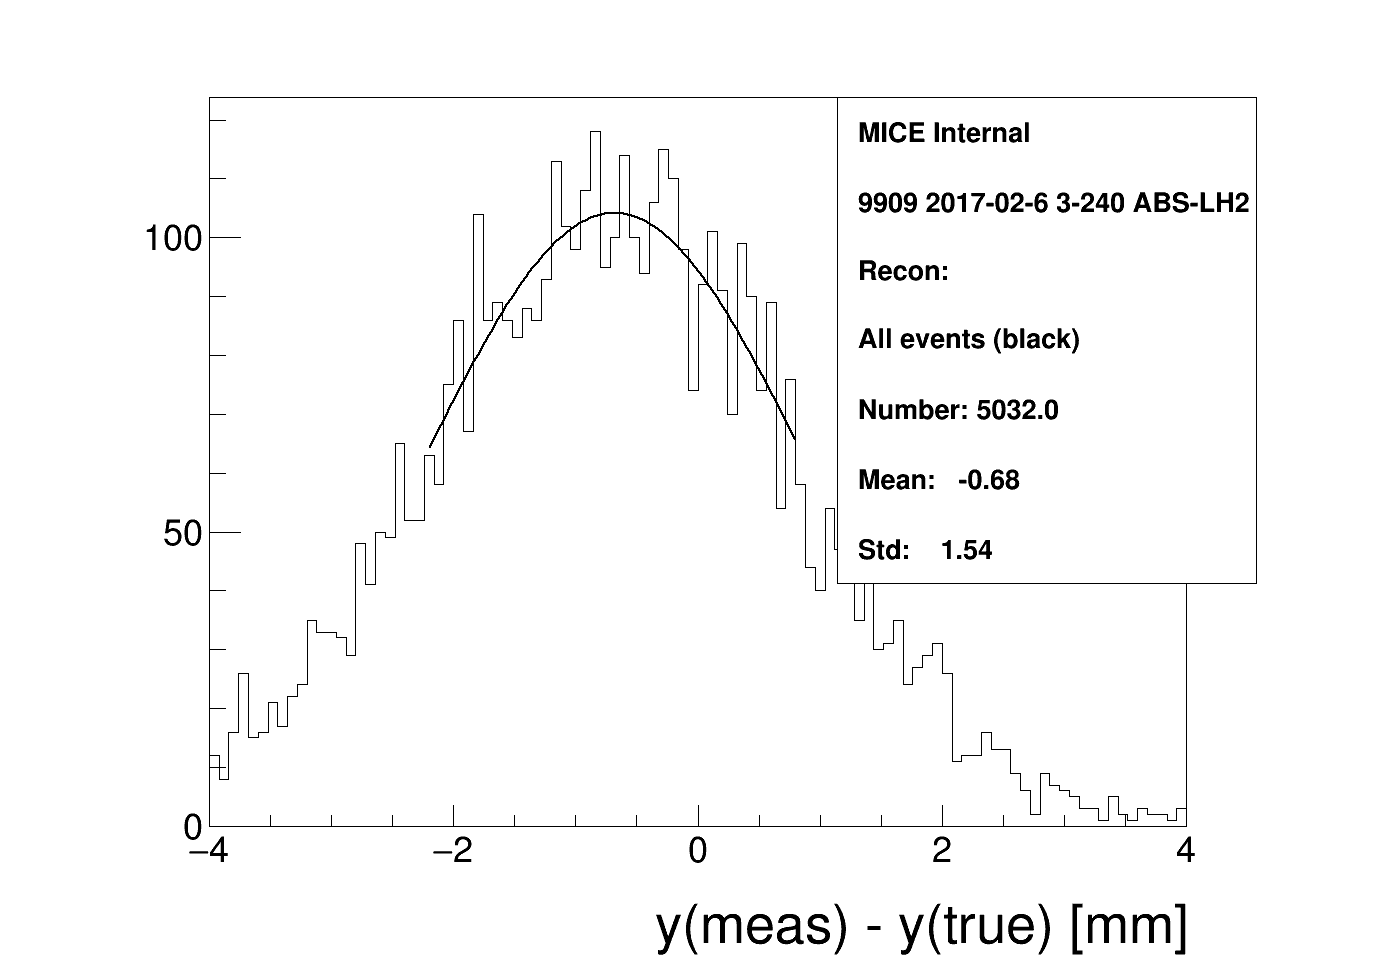 MICE Internal
9909 2017-02-6 3-240 ABS-LH2
Recon:
All events (black)
Number: 5032.0
Mean: -0.68
Std: 1.54
100
50
0
−4 −2 0 2 4
y(meas) - y(true) [mm]